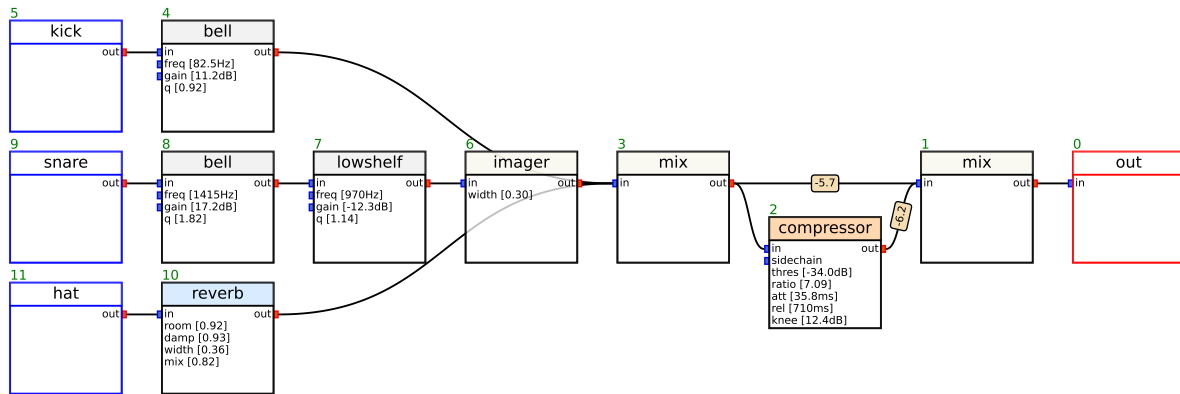 5
kick
out
4
bell
in out
freq [82.5Hz]
gain [11.2dB]
q [0.92]
9
snare
out
8
bell
in out
freq [1415Hz]
gain [17.2dB]
q [1.82]
7
lowshelf
in out
freq [970Hz]
gain [-12.3dB]
q [1.14]
6
imager
in out
width [0.30]
3
mix
in out
-5.7
2
compressor
in out
sidechain
thres [-34.0dB]
ratio [7.09]
att [35.8ms]
rel [710ms]
knee [12.4dB]
-6.2
1
mix
in out
0
out
in
11
hat
out
10
reverb
in out
room [0.92]
damp [0.93]
width [0.36]
mix [0.82]